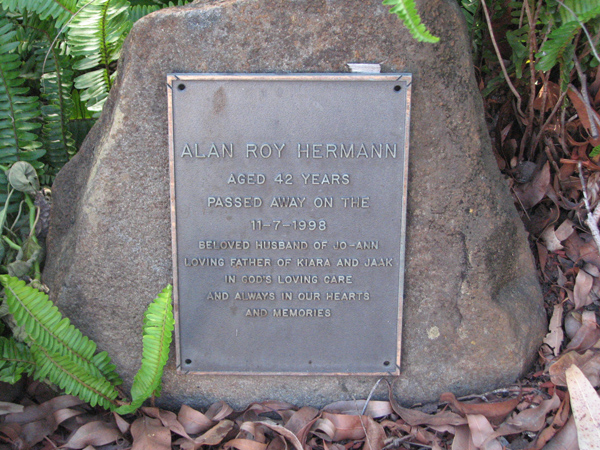 ALAN ROY HERMANN
AGED 42 YEARS
PASSED AWAY ON THE
11-7-1998
BELOVED HUSBAND OF JO-ANN
LOVING FATHER OF KIARA AND JAAK
IN GOD'S LOVING CARE
AND ALWAYS IN OUR HEARTS
AND MEMORIES